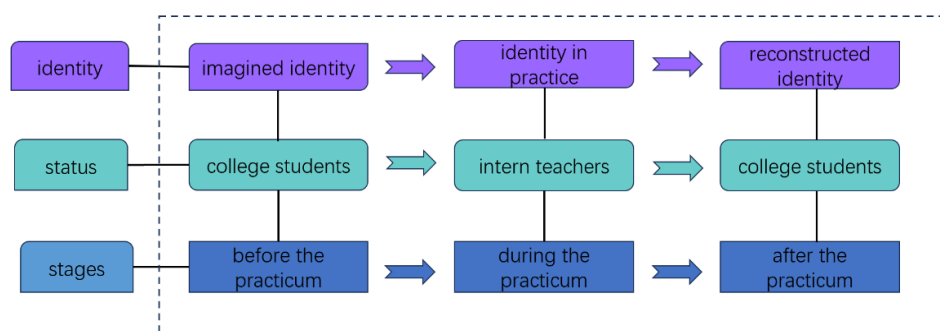 identity
imagined identity
identity in
practice
reconstructed
identity
status
college students
intern teachers
college students
stages
before the
practicum
during the
practicum
after the
practicum